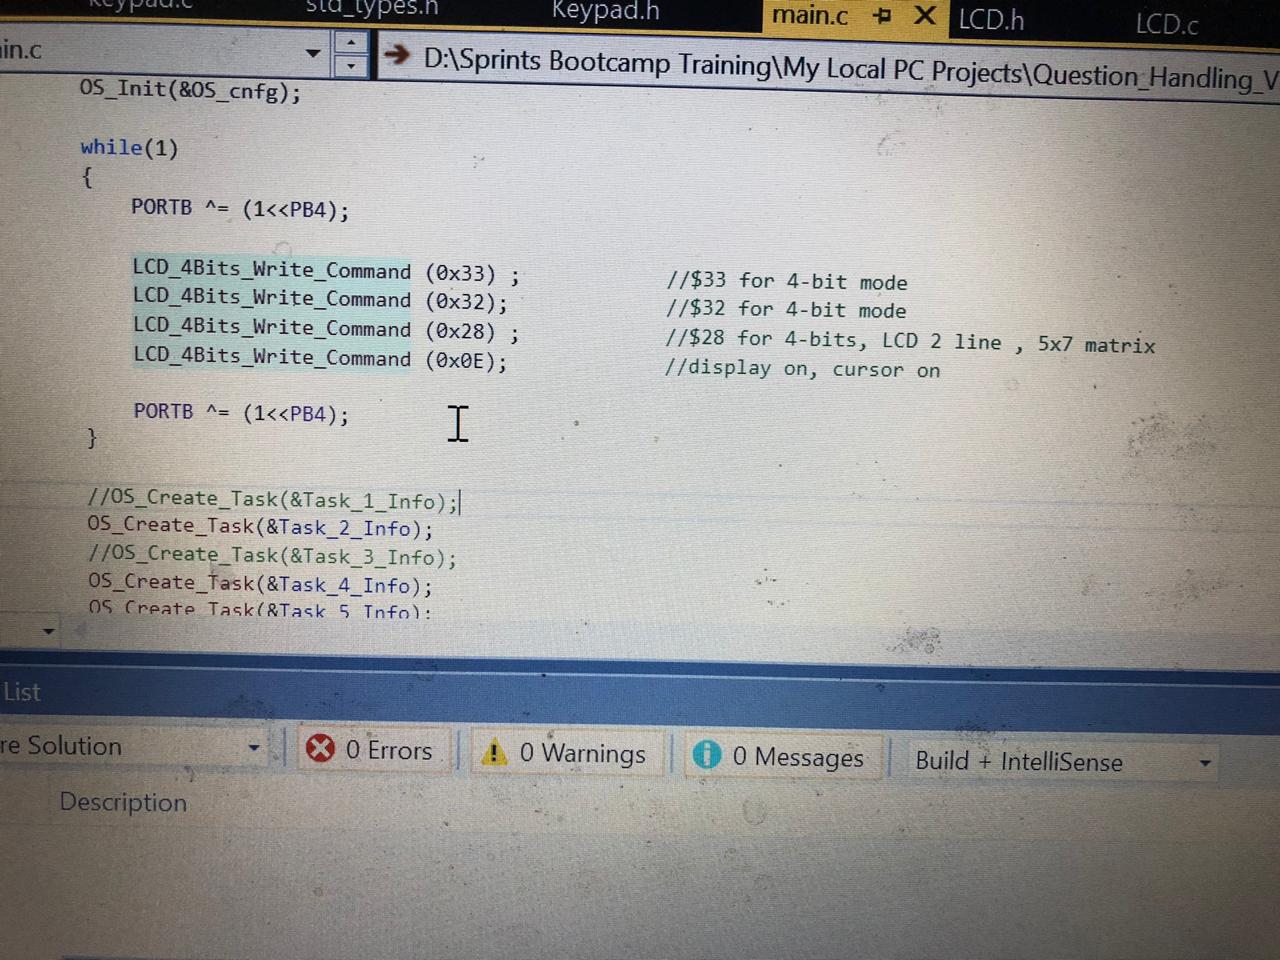 std_types.h Keypad.h main.c LCD.h LCD.c
in.c D:\Sprints Bootcamp Training\My Local PC Projects\Question_Handling_V
OS_Init(&OS_cnfg);
while(1)
{
PORTB ^= (1<<PB4);
LCD_4Bits_Write_Command (0x33) ; //$33 for 4-bit mode
LCD_4Bits_Write_Command (0x32); //$32 for 4-bit mode
LCD_4Bits_Write_Command (0x28) ; //$28 for 4-bits, LCD 2 line , 5x7 matrix
LCD_4Bits_Write_Command (0x0E); //display on, cursor on
PORTB ^= (1<<PB4);
}
//OS_Create_Task(&Task_1_Info);
OS_Create_Task(&Task_2_Info);
//OS_Create_Task(&Task_3_Info);
OS_Create_Task(&Task_4_Info);
OS_Create_Task(&Task_5_Info);
List
re Solution 0 Errors 0 Warnings 0 Messages Build + IntelliSense
Description